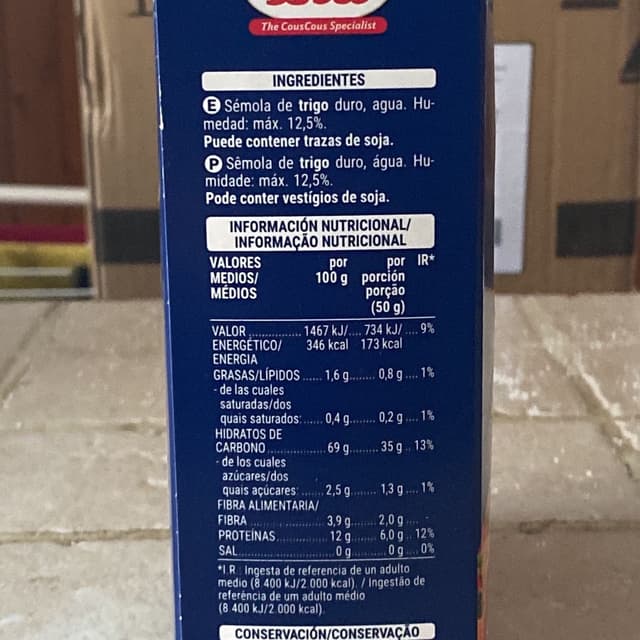 The CousCous Specialist
INGREDIENTES
E Sémola de trigo duro, agua. Hu-
medad: máx. 12,5%.
Puede contener trazas de soja.
P Sêmola de trigo duro, água. Hu-
midade: máx. 12,5%.
Pode conter vestígios de soja.
INFORMACIÓN NUTRICIONAL/
INFORMAÇÃO NUTRICIONAL
VALORES por por IR*
MEDIOS/ 100 g porción
MÉDIOS porção
(50 g)
VALOR .............. 1467 kJ/.... 734 kJ/.... 9%
ENERGÉTICO/ 346 kcal 173 kcal
ENERGIA
GRASAS/LÍPIDOS ...... 1,6 g........ 0,8 g .... 1%
- de las cuales
saturadas/dos
quais saturados: ...... 0,4 g........ 0,2 g .... 1%
HIDRATOS DE
CARBONO ................ 69 g........ 35 g .. 13%
- de los cuales
azúcares/dos
quais açúcares: ....... 2,5 g........ 1,3 g .... 1%
FIBRA ALIMENTARIA/
FIBRA ..................... 3,9 g........ 2,0 g .... -
PROTEÍNAS .............. 12 g........ 6,0 g .. 12%
SAL ........................... 0 g ........... 0 g .... 0%
*I.R.: Ingesta de referencia de un adulto
medio (8 400 kJ/2 000 kcal). / Ingestão de
referência de um adulto médio
(8 400 kJ/2 000 kcal).
CONSERVACIÓN/CONSERVAÇÃO